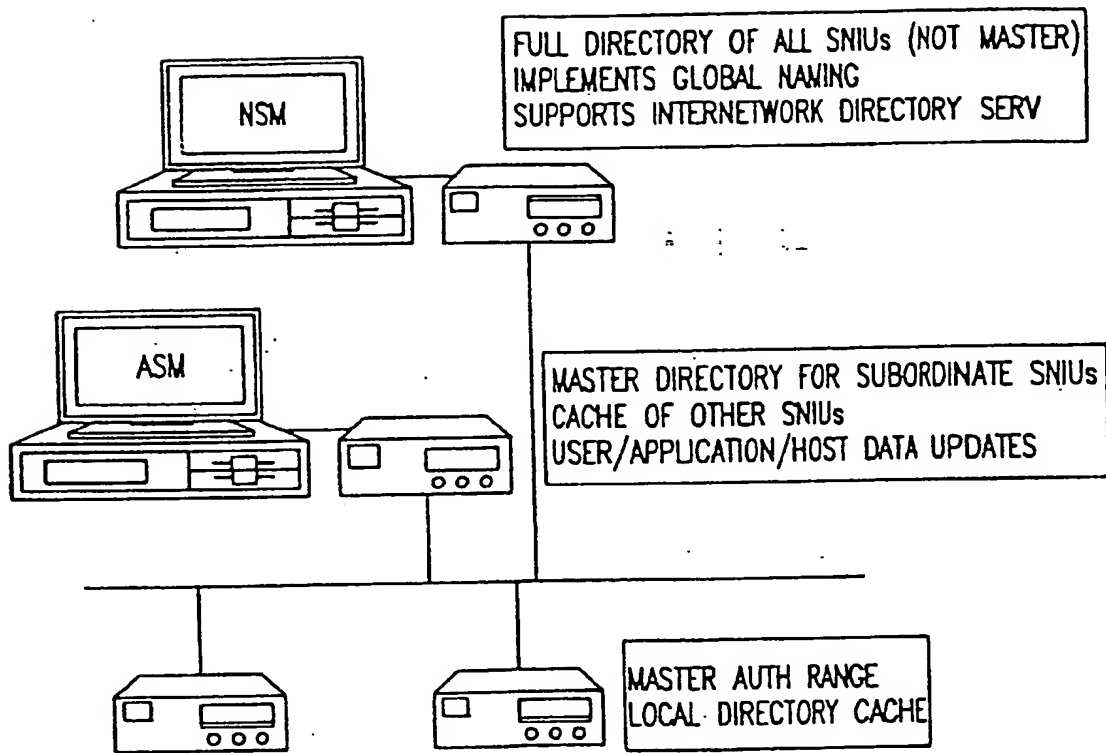 FULL DIRECTORY OF ALL SNIUs (NOT MASTER)
IMPLEMENTS GLOBAL NAMING
SUPPORTS INTERNETWORK DIRECTORY SERV
NSM
ASM
MASTER DIRECTORY FOR SUBORDINATE SNIUs
CACHE OF OTHER SNIUs
USER/APPLICATION/HOST DATA UPDATES
MASTER AUTH RANGE
LOCAL DIRECTORY CACHE